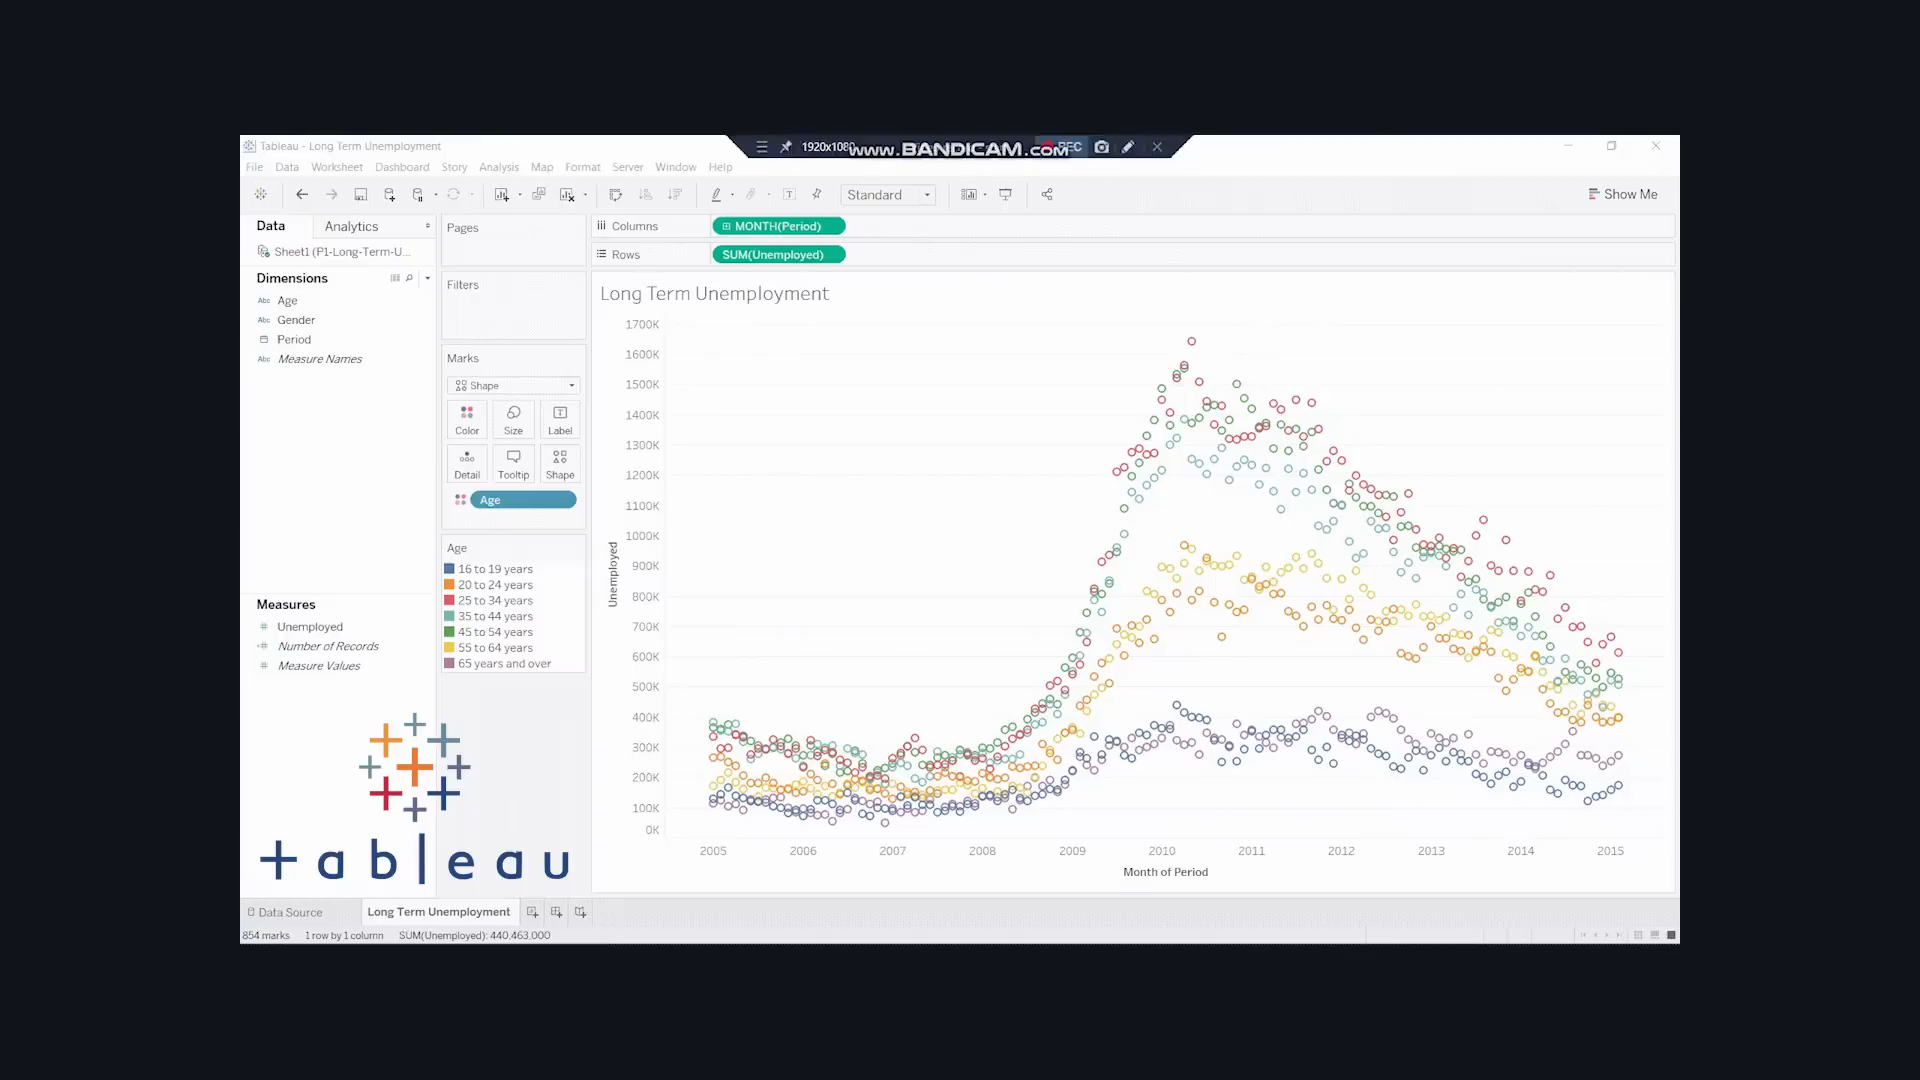 Tableau - Long Term Unemployment
1920x1080
www.BANDICAM.com
REC
File Data Worksheet Dashboard Story Analysis Map Format Server Window Help
Standard
Show Me
Data Analytics
Sheet1 (P1-Long-Term-U...
Dimensions
Abc Age
Abc Gender
Period
Abc Measure Names
Measures
Unemployed
Number of Records
Measure Values
tableau
Pages
Filters
Marks
Shape
Color Size Label
Detail Tooltip Shape
Age
Age
16 to 19 years
20 to 24 years
25 to 34 years
35 to 44 years
45 to 54 years
55 to 64 years
65 years and over
Columns MONTH(Period)
Rows SUM(Unemployed)
Long Term Unemployment
1700K
1600K
1500K
1400K
1300K
1200K
1100K
1000K
900K
800K
700K
600K
500K
400K
300K
200K
100K
0K
Unemployed
2005 2006 2007 2008 2009 2010 2011 2012 2013 2014 2015
Month of Period
Data Source Long Term Unemployment
854 marks 1 row by 1 column SUM(Unemployed): 440,463,000